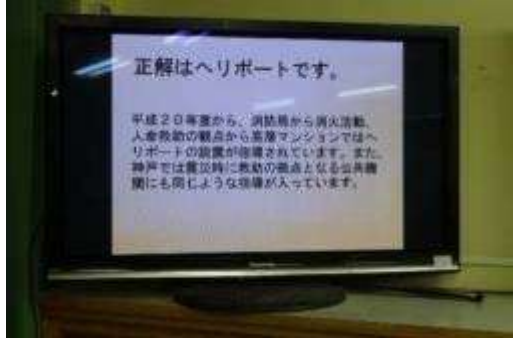 正解はヘリポートです。
平成20年度から、消防局から消火活動、
人命救助の観点から高層マンションではヘ
リポートの設置が指導されています。また、
神戸では震災時に救助の拠点となる公共機
関にも同じような指導が入っています。
Panasonic